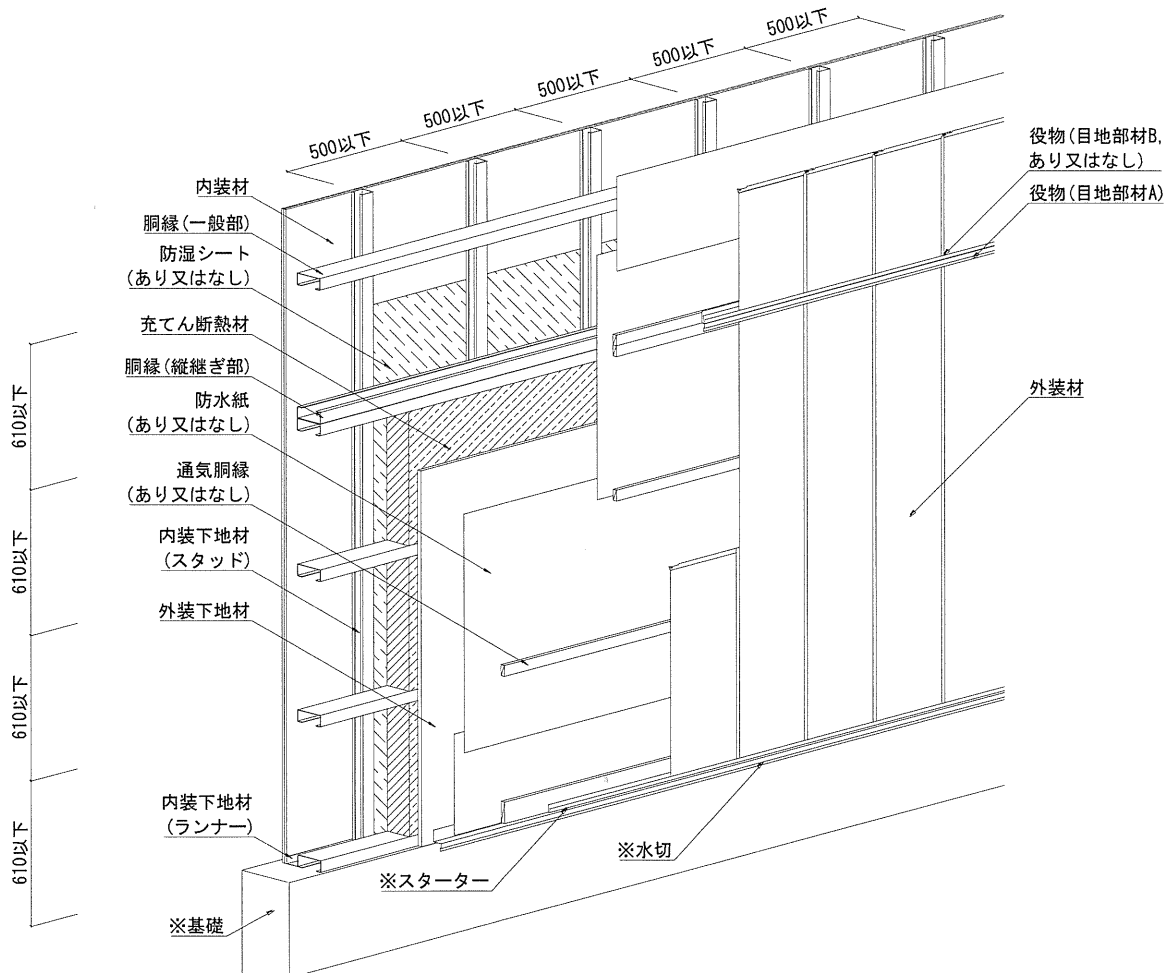 500以下
500以下
500以下
500以下
500以下
内装材
胴縁(一般部)
防湿シート
(あり又はなし)
充てん断熱材
胴縁(縦継ぎ部)
防水紙
(あり又はなし)
通気胴縁
(あり又はなし)
内装下地材
(スタッド)
外装下地材
内装下地材
(ランナー)
※基礎
※スターター
※水切
役物(目地部材B,
あり又はなし)
役物(目地部材A)
外装材
610以下
610以下
610以下
610以下